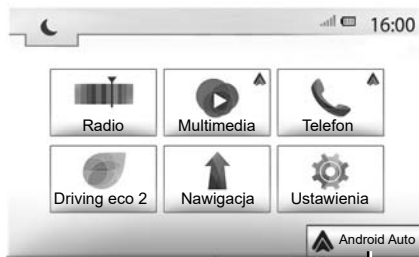 16:00
Radio Multimedia Telefon
Driving eco 2 Nawigacja Ustawienia
Android Auto